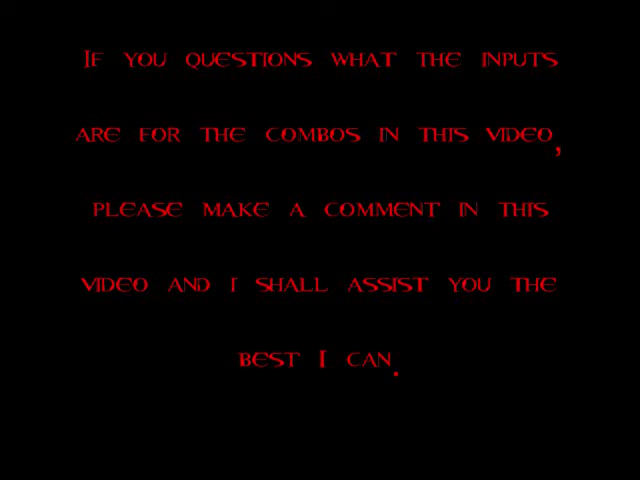 If you questions what the inputs
are for the combos in this video,
please make a comment in this
video and i shall assist you the
best I can.